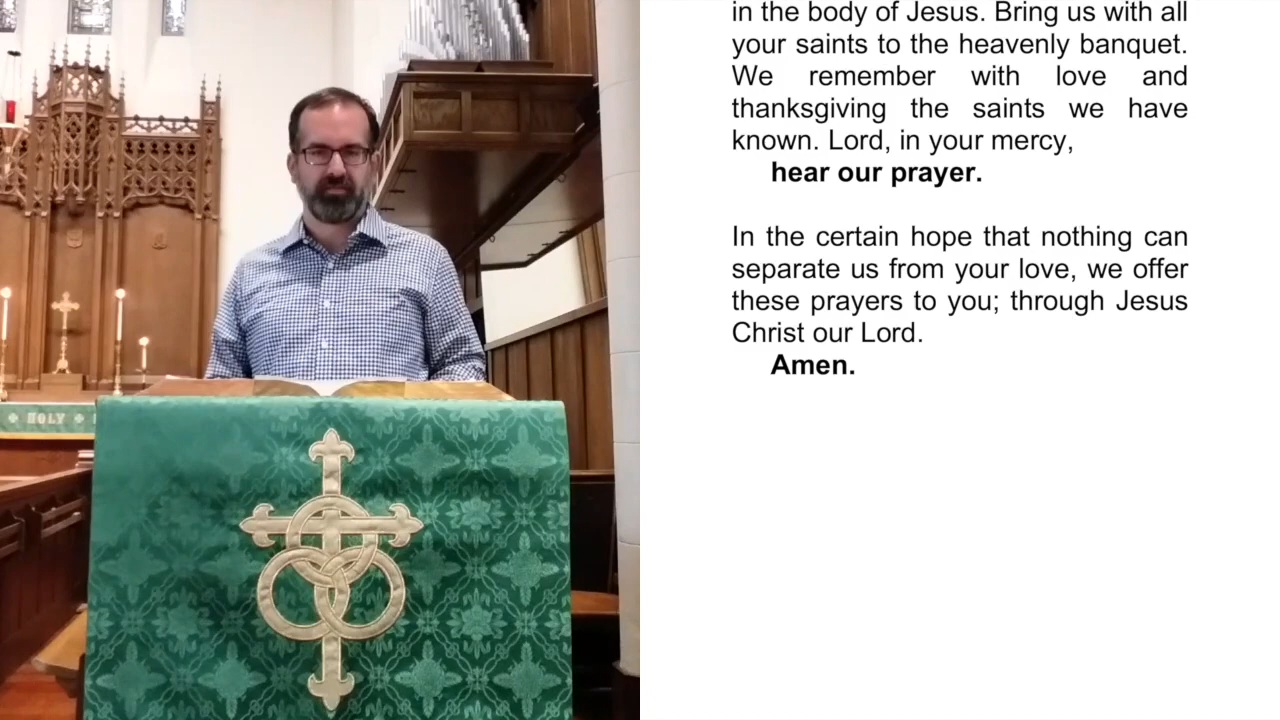 HOLY
in the body of Jesus. Bring us with all
your saints to the heavenly banquet.
We remember with love and
thanksgiving the saints we have
known. Lord, in your mercy,
hear our prayer.
In the certain hope that nothing can
separate us from your love, we offer
these prayers to you; through Jesus
Christ our Lord.
Amen.